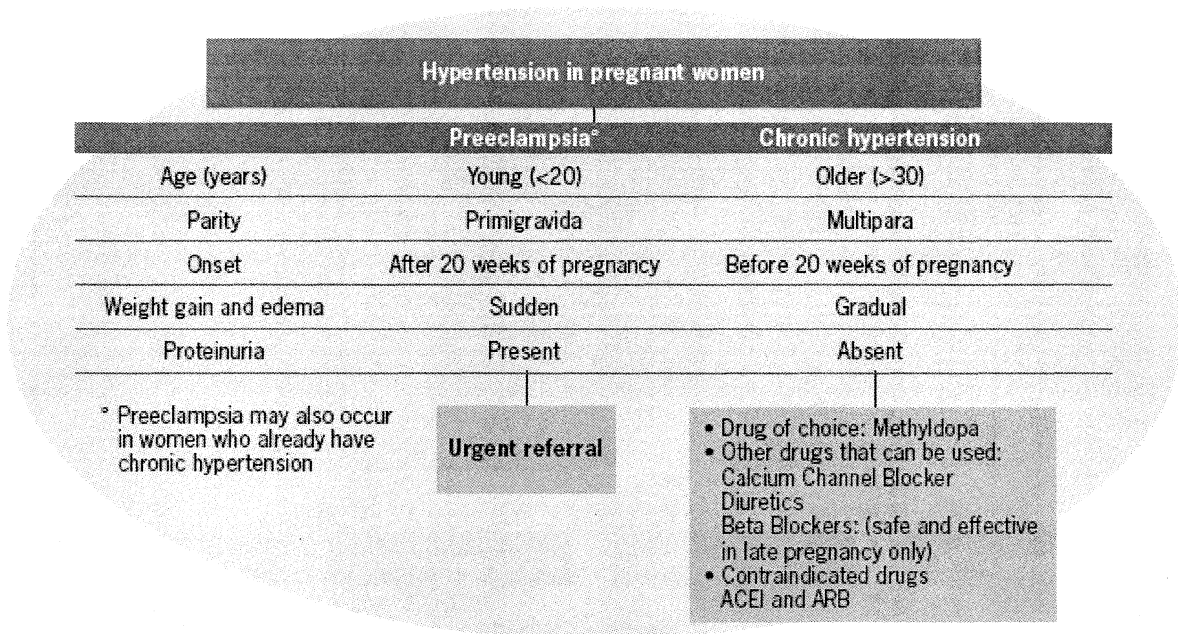 Hypertension in pregnant women
Preeclampsia° Chronic hypertension
Age (years) Young (<20) Older (>30)
Parity Primigravida Multipara
Onset After 20 weeks of pregnancy Before 20 weeks of pregnancy
Weight gain and edema Sudden Gradual
Proteinuria Present Absent
° Preeclampsia may also occur
in women who already have
chronic hypertension
Urgent referral
• Drug of choice: Methyldopa
• Other drugs that can be used:
Calcium Channel Blocker
Diuretics
Beta Blockers: (safe and effective
in late pregnancy only)
• Contraindicated drugs
ACEI and ARB